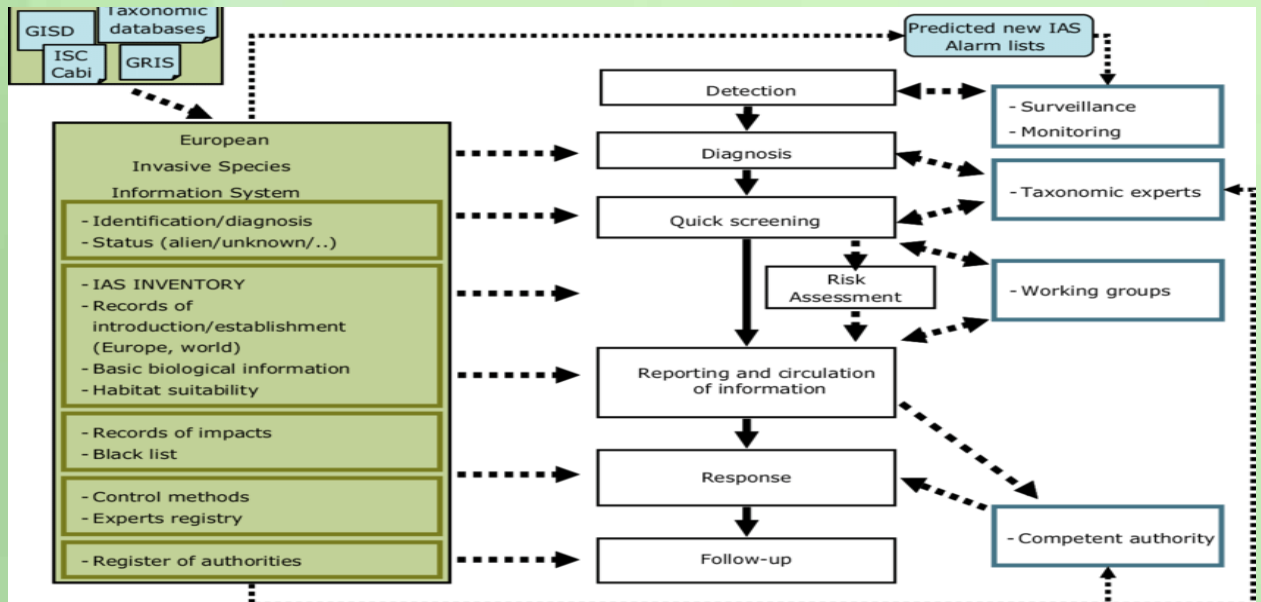 Taxonomic
databases
GISD
ISC
Cabi
GRIS
Predicted new IAS
Alarm lists
European
Invasive Species
Information System
- Identification/diagnosis
- Status (alien/unknown/..)
- IAS INVENTORY
- Records of
introduction/establishment
(Europe, world)
- Basic biological information
- Habitat suitability
- Records of impacts
- Black list
- Control methods
- Experts registry
- Register of authorities
Detection
Diagnosis
Quick screening
Risk
Assessment
Reporting and circulation
of information
Response
Follow-up
- Surveillance
- Monitoring
- Taxonomic experts
- Working groups
- Competent authority